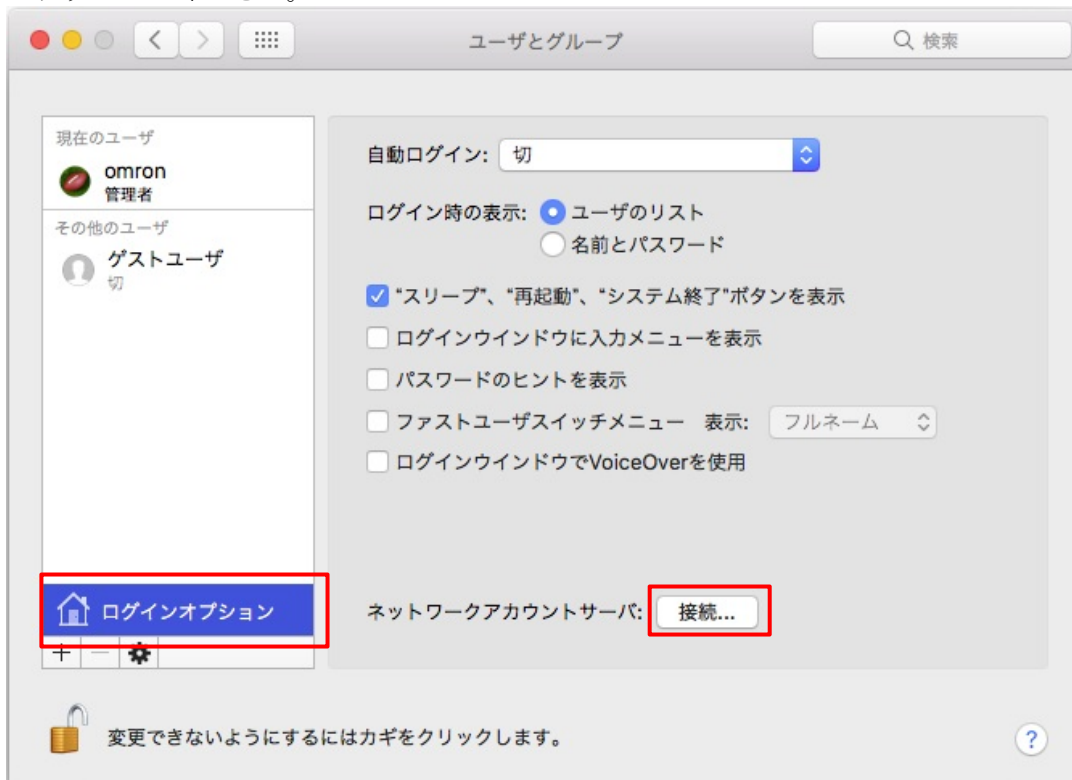 ユーザとグループ
検索
現在のユーザ
omron
管理者
その他のユーザ
ゲストユーザ
切
ログインオプション
自動ログイン: 切
ログイン時の表示: ユーザのリスト
名前とパスワード
“スリープ”、“再起動”、“システム終了”ボタンを表示
ログインウインドウに入力メニューを表示
パスワードのヒントを表示
ファストユーザスイッチメニュー 表示: フルネーム
ログインウインドウでVoiceOverを使用
ネットワークアカウントサーバ: 接続...
変更できないようにするにはカギをクリックします。
?